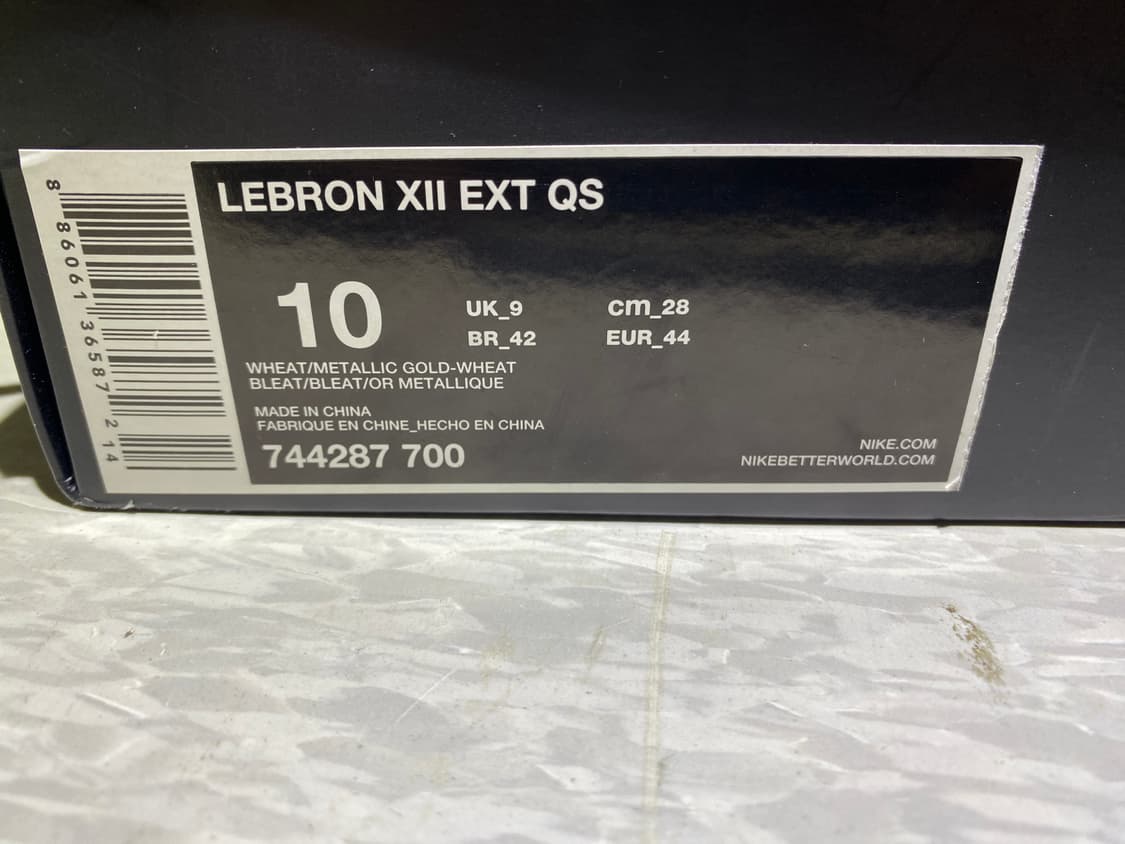 LEBRON XII EXT QS
10
UK_9 cm_28
BR_42 EUR_44
WHEAT/METALLIC GOLD-WHEAT
BLEAT/BLEAT/OR METALLIQUE
MADE IN CHINA
FABRIQUE EN CHINE_HECHO EN CHINA
744287 700
NIKE.COM
NIKEBETTERWORLD.COM
8 86061 36587 2 14